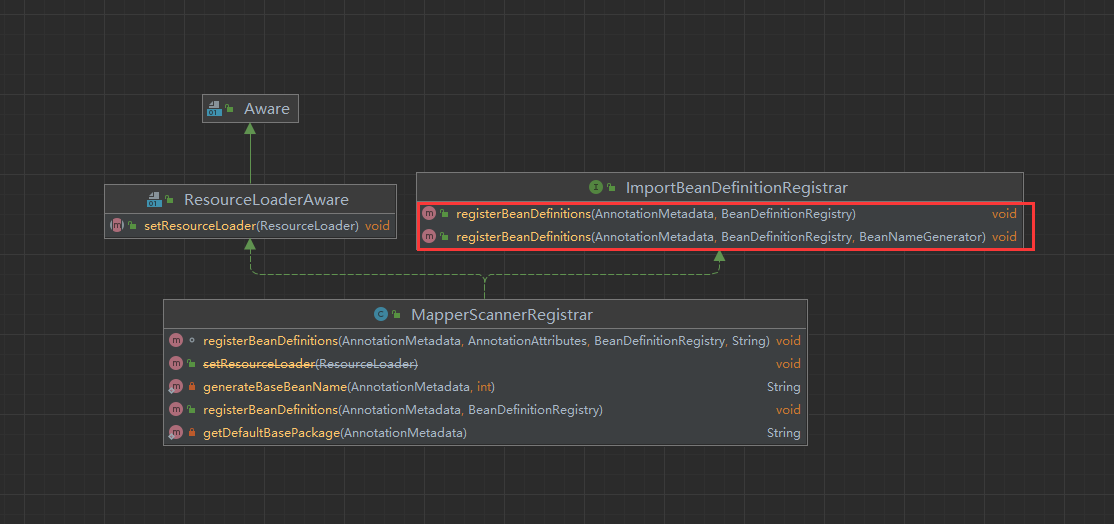 Aware
ResourceLoaderAware
setResourceLoader(ResourceLoader) void
ImportBeanDefinitionRegistrar
registerBeanDefinitions(AnnotationMetadata, BeanDefinitionRegistry) void
registerBeanDefinitions(AnnotationMetadata, BeanDefinitionRegistry, BeanNameGenerator) void
MapperScannerRegistrar
registerBeanDefinitions(AnnotationMetadata, AnnotationAttributes, BeanDefinitionRegistry, String) void
setResourceLoader(ResourceLoader) void
generateBaseBeanName(AnnotationMetadata, int) String
registerBeanDefinitions(AnnotationMetadata, BeanDefinitionRegistry) void
getDefaultBasePackage(AnnotationMetadata) String